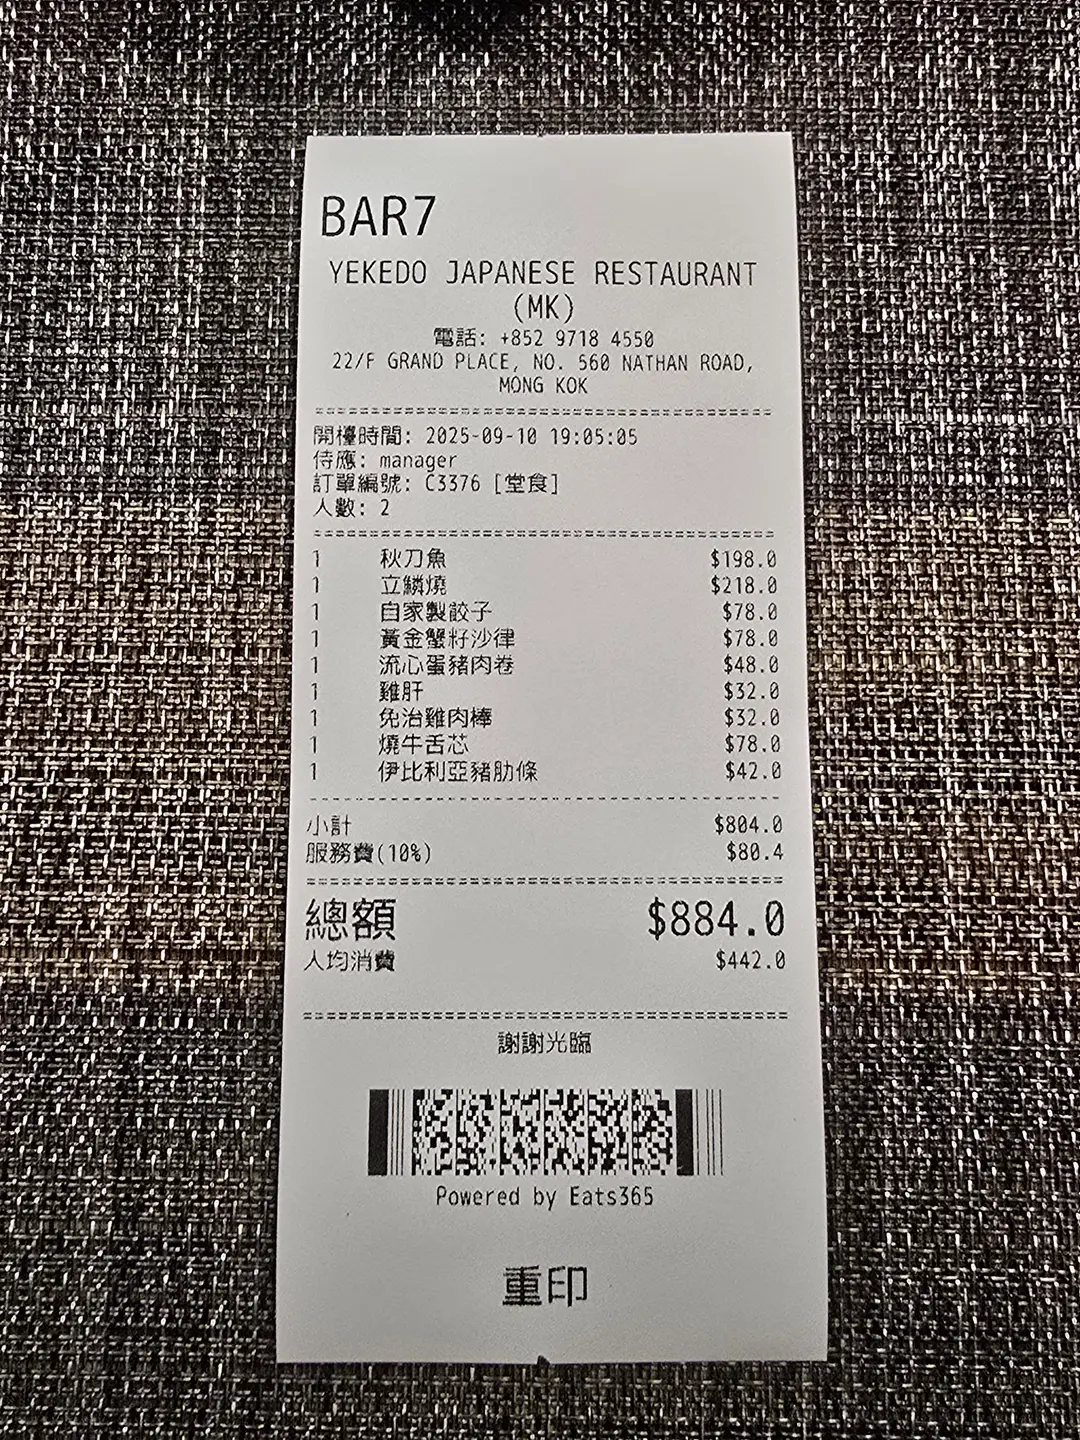 BAR7
YEKEDO JAPANESE RESTAURANT
(MK)
電話: +852 9718 4550
22/F GRAND PLACE, NO. 560 NATHAN ROAD,
MONG KOK
開檯時間: 2025-09-10 19:05:05
侍應: manager
訂單編號: C3376 [堂食]
人數: 2
1 秋刀魚 $198.0
1 立鱗燒 $218.0
1 自家製餃子 $78.0
1 黃金蟹籽沙律 $78.0
1 流心蛋豬肉卷 $48.0
1 雞肝 $32.0
1 免治雞肉棒 $32.0
1 燒牛舌芯 $78.0
1 伊比利亞豬肋條 $42.0
小計 $804.0
服務費(10%) $80.4
總額 $884.0
人均消費 $442.0
謝謝光臨
Powered by Eats365
重印